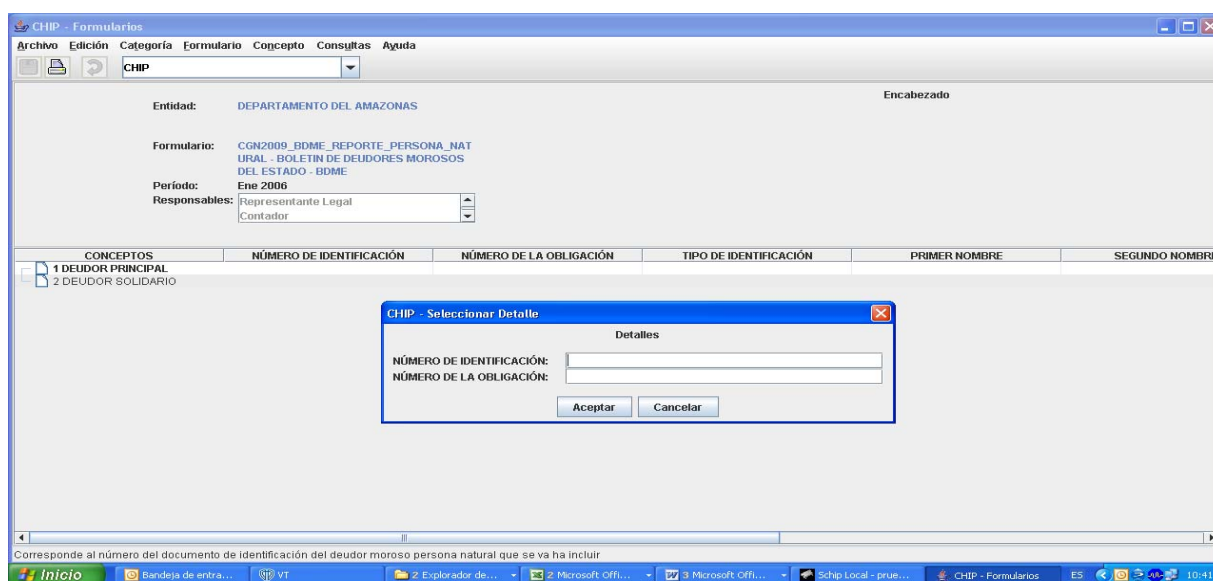 CHIP - Formularios
Archivo Edición Categoría Formulario Concepto Consultas Ayuda
CHIP
Encabezado
Entidad: DEPARTAMENTO DEL AMAZONAS
Formulario: CGN2009_BDME_REPORTE_PERSONA_NAT
URAL - BOLETIN DE DEUDORES MOROSOS
DEL ESTADO - BDME
Período: Ene 2006
Responsables: Representante Legal
Contador
CONCEPTOS NÚMERO DE IDENTIFICACIÓN NÚMERO DE LA OBLIGACIÓN TIPO DE IDENTIFICACIÓN PRIMER NOMBRE SEGUNDO NOMBR
1 DEUDOR PRINCIPAL
2 DEUDOR SOLIDARIO
CHIP - Seleccionar Detalle
Detalles
NÚMERO DE IDENTIFICACIÓN:
NÚMERO DE LA OBLIGACIÓN:
Aceptar Cancelar
Corresponde al número del documento de identificación del deudor moroso persona natural que se va ha incluir
Inicio Bandeja de entra... VT 2 Explorador de... 2 Microsoft Offi... 3 Microsoft Offi... Schip Local - prue... CHIP - Formularios ES 10:41